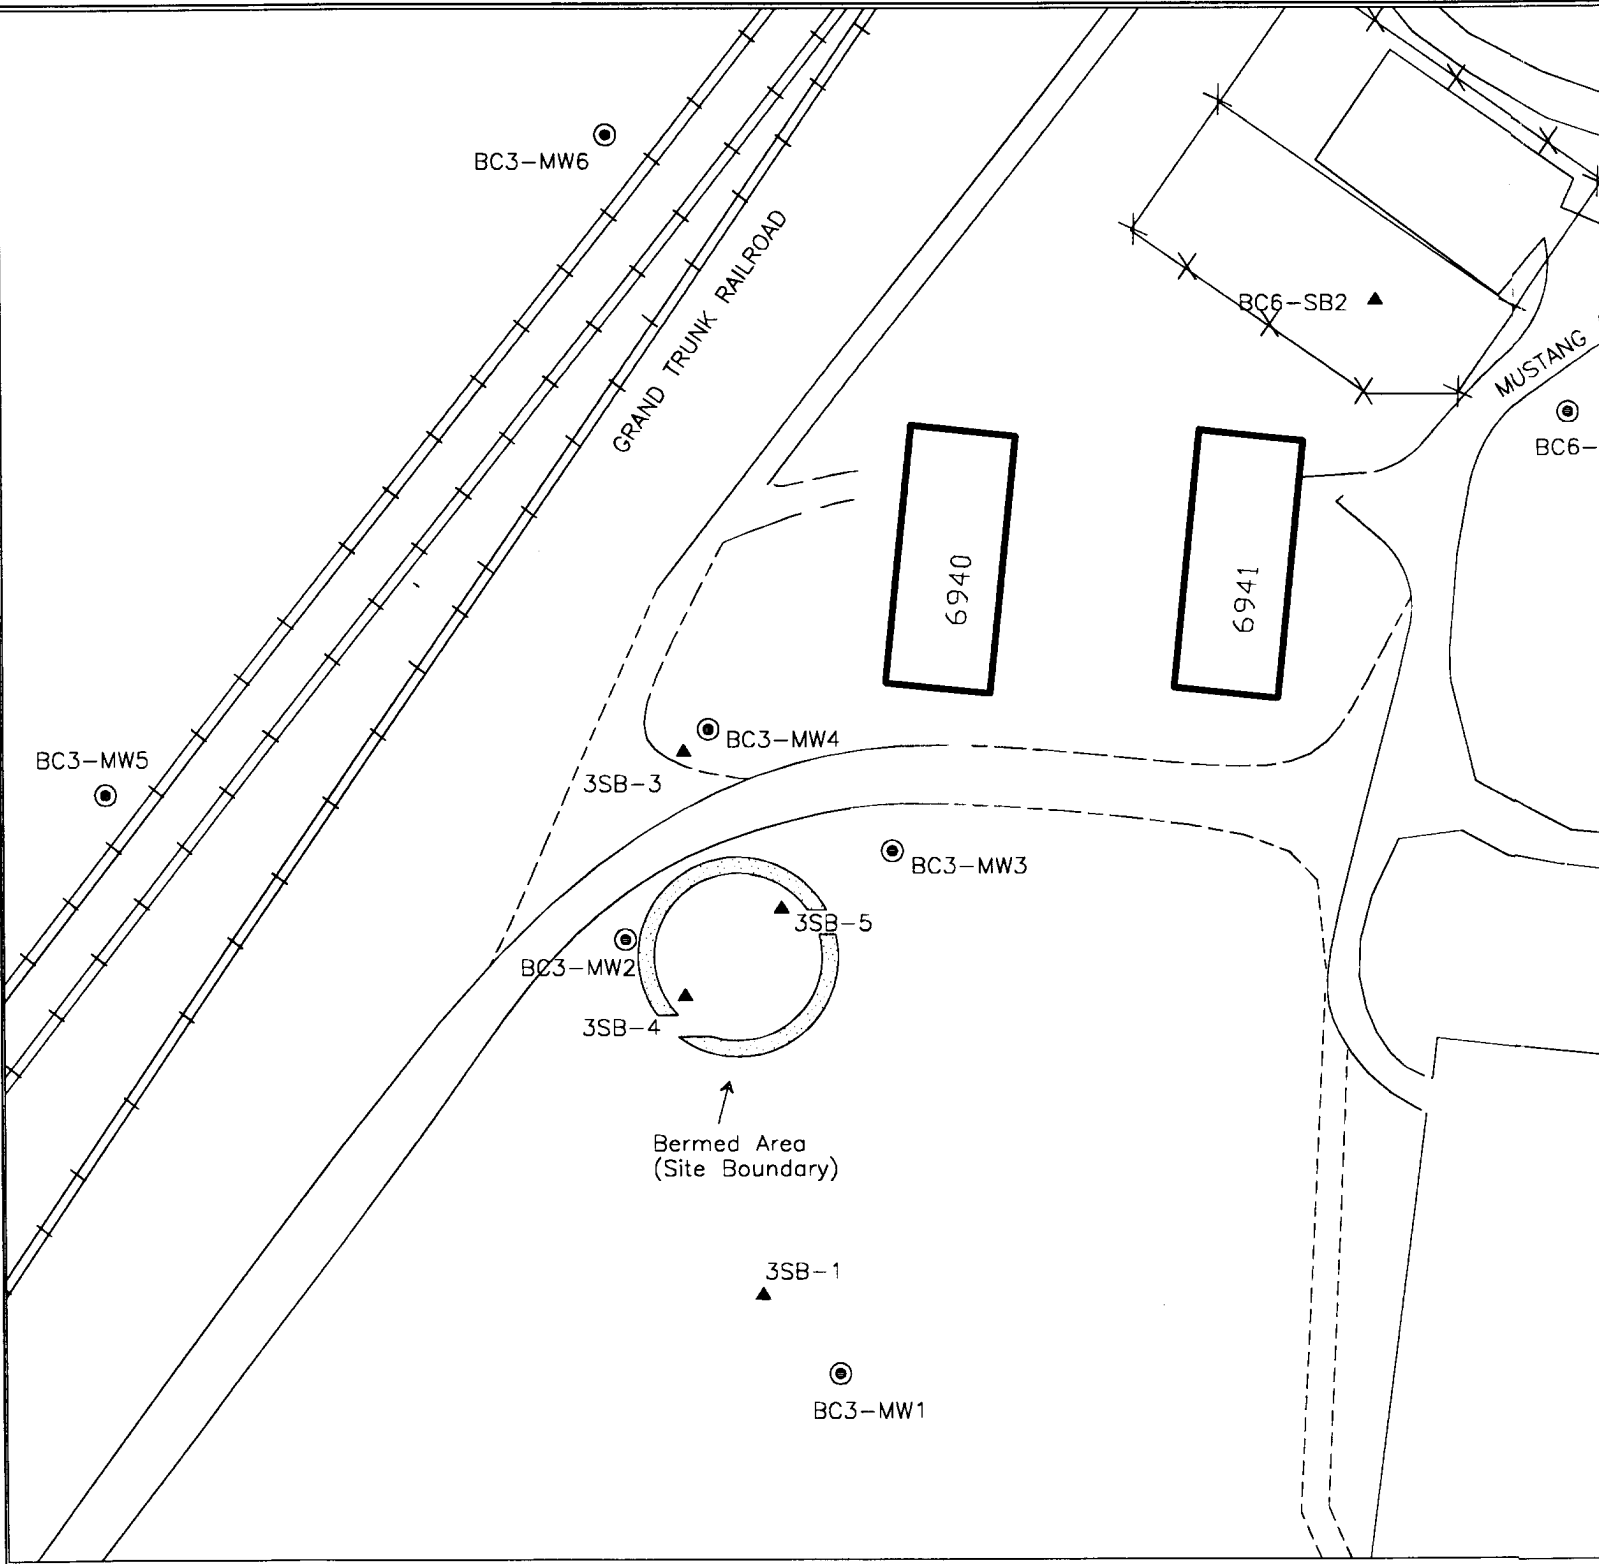 BC3-MW6
GRAND TRUNK RAILROAD
BC6-SB2
MUSTANG
BC6-
6940
6941
BC3-MW4
BC3-MW5
3SB-3
BC3-MW3
3SB-5
BC3-MW2
3SB-4
Bermed Area
(Site Boundary)
3SB-1
BC3-MW1